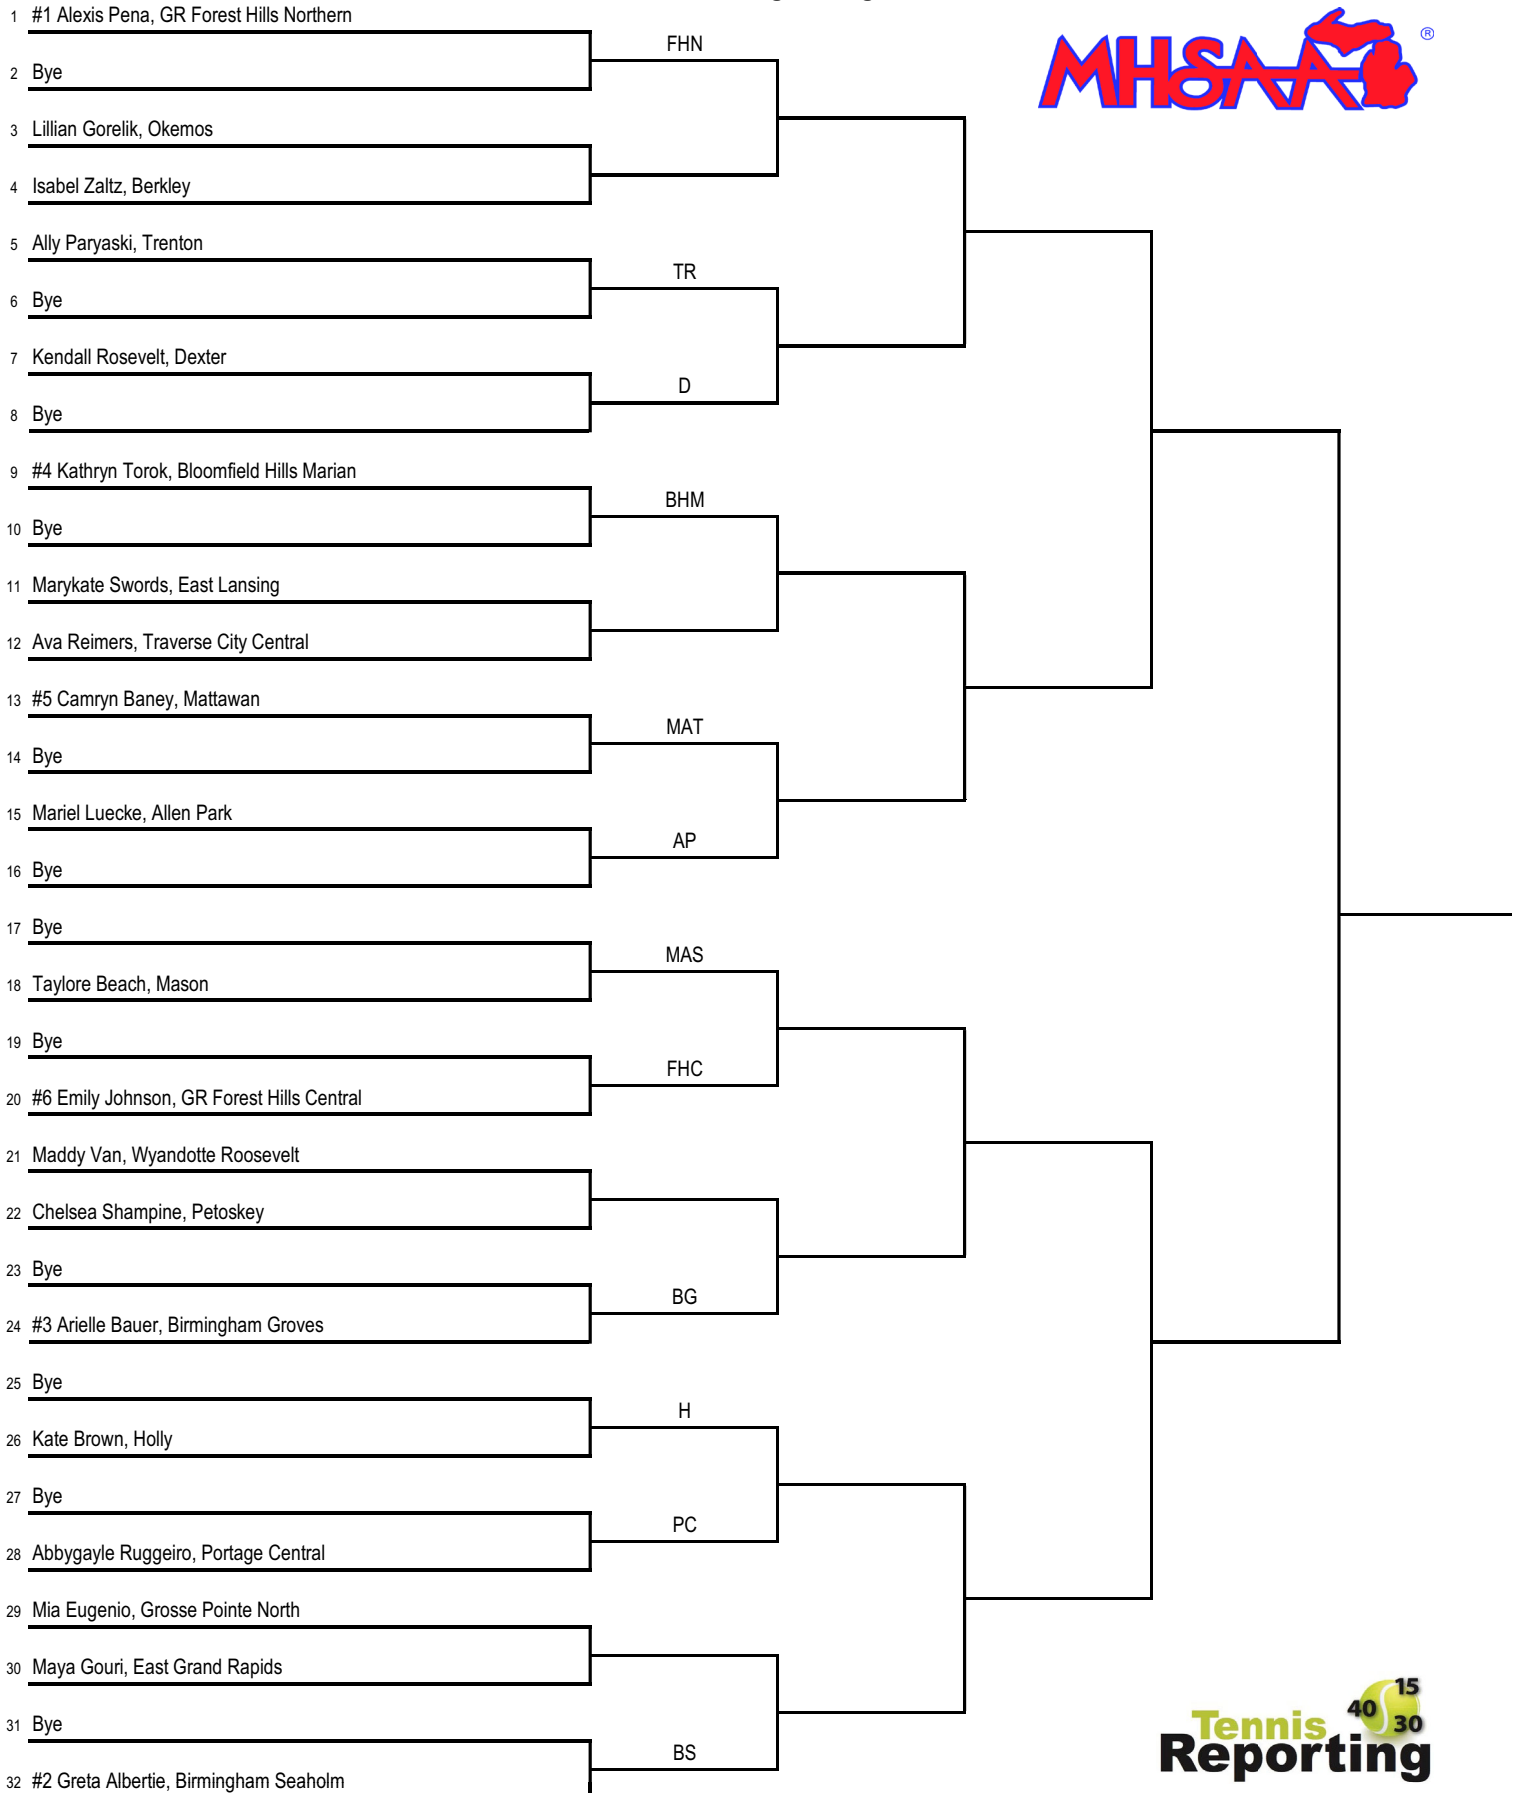 1 #1 Alexis Pena, GR Forest Hills Northern
FHN
MHSAA ®
2 Bye
3 Lillian Gorelik, Okemos
4 Isabel Zaltz, Berkley
5 Ally Paryaski, Trenton
TR
6 Bye
7 Kendall Rosevelt, Dexter
D
8 Bye
9 #4 Kathryn Torok, Bloomfield Hills Marian
BHM
10 Bye
11 Marykate Swords, East Lansing
12 Ava Reimers, Traverse City Central
13 #5 Camryn Baney, Mattawan
MAT
14 Bye
15 Mariel Luecke, Allen Park
AP
16 Bye
17 Bye
MAS
18 Taylore Beach, Mason
19 Bye
FHC
20 #6 Emily Johnson, GR Forest Hills Central
21 Maddy Van, Wyandotte Roosevelt
22 Chelsea Shampine, Petoskey
23 Bye
BG
24 #3 Arielle Bauer, Birmingham Groves
25 Bye
H
26 Kate Brown, Holly
27 Bye
PC
28 Abbygayle Ruggeiro, Portage Central
29 Mia Eugenio, Grosse Pointe North
30 Maya Gouri, East Grand Rapids
31 Bye
BS
32 #2 Greta Albertie, Birmingham Seaholm
15
40
30
Tennis
Reporting